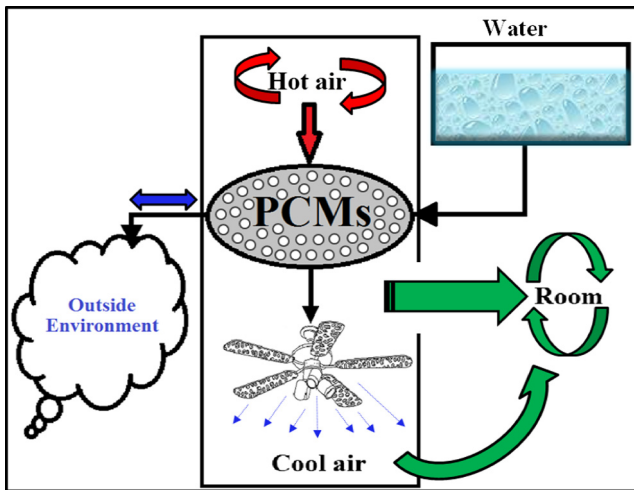 Water
Hot air
PCMs
Outside
Environment
Room
Cool air